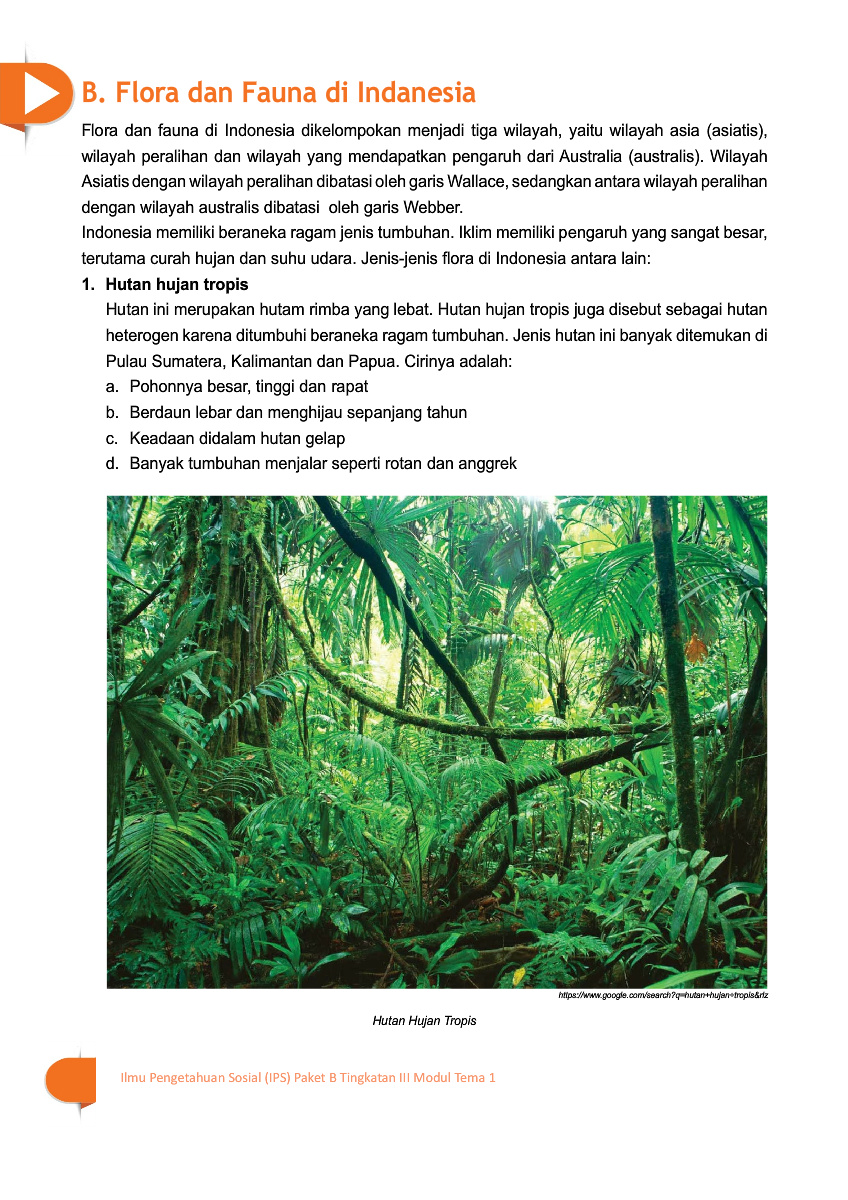 B. Flora dan Fauna di Indanesia
Flora dan fauna di Indonesia dikelompokan menjadi tiga wilayah, yaitu wilayah asia (asiatis),
wilayah peralihan dan wilayah yang mendapatkan pengaruh dari Australia (australis). Wilayah
Asiatis dengan wilayah peralihan dibatasi oleh garis Wallace, sedangkan antara wilayah peralihan
dengan wilayah australis dibatasi oleh garis Webber.
Indonesia memiliki beraneka ragam jenis tumbuhan. Iklim memiliki pengaruh yang sangat besar,
terutama curah hujan dan suhu udara. Jenis-jenis flora di Indonesia antara lain:
1. Hutan hujan tropis
Hutan ini merupakan hutam rimba yang lebat. Hutan hujan tropis juga disebut sebagai hutan
heterogen karena ditumbuhi beraneka ragam tumbuhan. Jenis hutan ini banyak ditemukan di
Pulau Sumatera, Kalimantan dan Papua. Cirinya adalah:
a. Pohonnya besar, tinggi dan rapat
b. Berdaun lebar dan menghijau sepanjang tahun
c. Keadaan didalam hutan gelap
d. Banyak tumbuhan menjalar seperti rotan dan anggrek
https://www.google.com/search?q=hutan+hujan+tropis&rlz
Hutan Hujan Tropis
Ilmu Pengetahuan Sosial (IPS) Paket B Tingkatan III Modul Tema 1